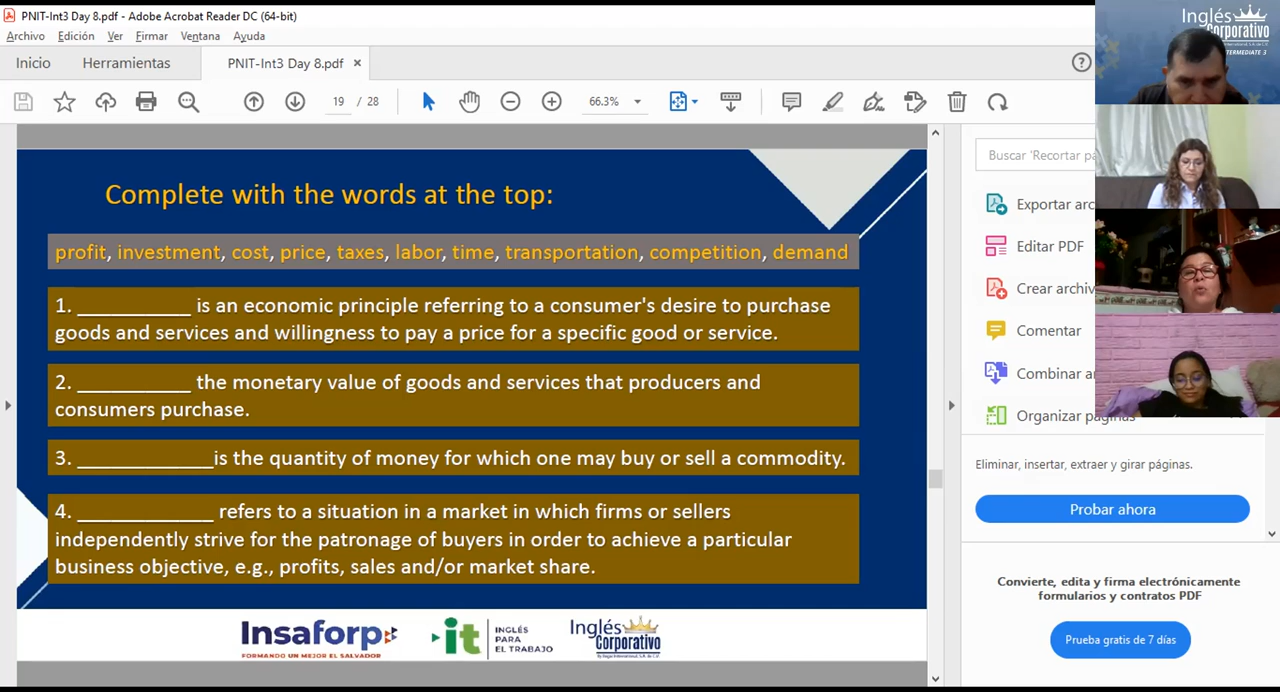 PNIT-Int3 Day 8.pdf - Adobe Acrobat Reader DC (64-bit)
Archivo Edición Ver Firmar Ventana Ayuda
Inicio Herramientas PNIT-Int3 Day 8.pdf ×
19 / 28 66.3%
Complete with the words at the top:
profit, investment, cost, price, taxes, labor, time, transportation, competition, demand
1. __________ is an economic principle referring to a consumer's desire to purchase
goods and services and willingness to pay a price for a specific good or service.
2. __________ the monetary value of goods and services that producers and
consumers purchase.
3. ____________is the quantity of money for which one may buy or sell a commodity.
4. ____________ refers to a situation in a market in which firms or sellers
independently strive for the patronage of buyers in order to achieve a particular
business objective, e.g., profits, sales and/or market share.
Insaforp
FORMANDO UN MEJOR EL SALVADOR
it
INGLÉS
PARA
EL TRABAJO
Inglés
Corporativo
Buscar 'Recortar pá
Exportar arc
Editar PDF
Crear archiv
Comentar
Combinar ar
Organizar páginas
Eliminar, insertar, extraer y girar páginas.
Probar ahora
Convierte, edita y firma electrónicamente
formularios y contratos PDF
Prueba gratis de 7 días
Inglés
Corporativo
INTERMEDIATE 3